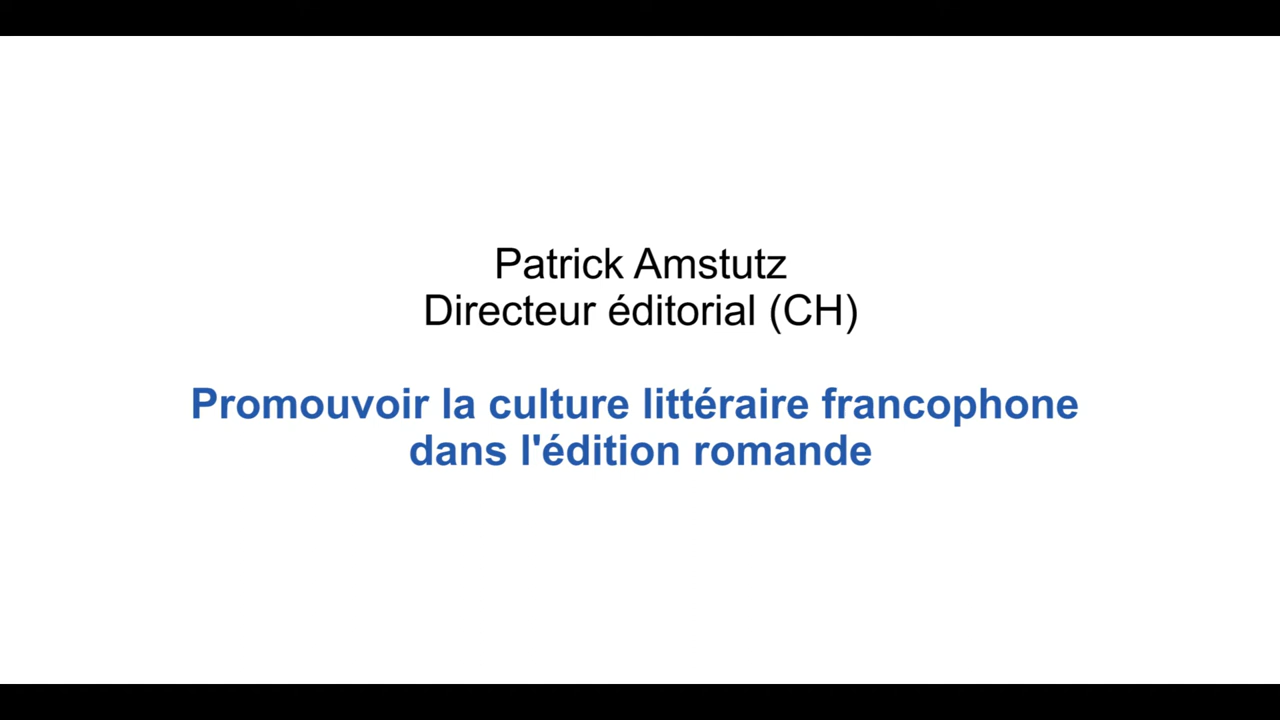 Patrick Amstutz
Directeur éditorial (CH)
Promouvoir la culture littéraire francophone
dans l'édition romande